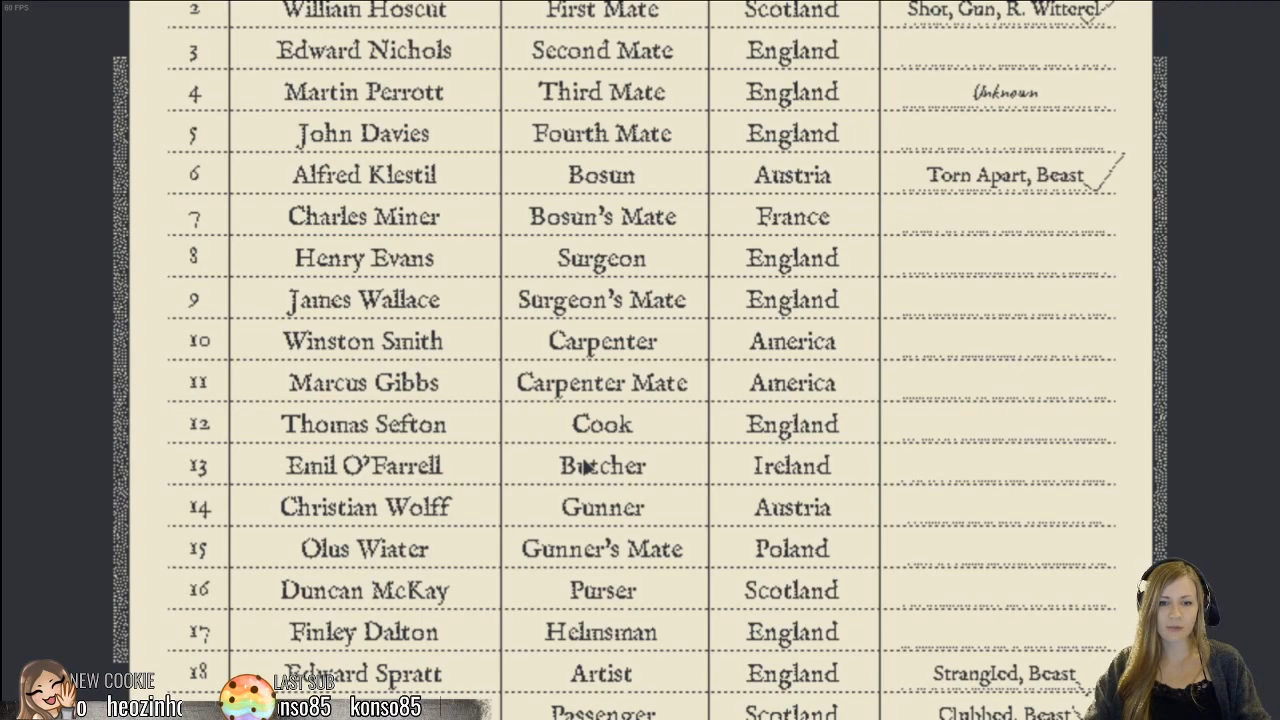 60 FPS
2 William Hoscut First Mate Scotland Shot, Gun, R. Witterel
3 Edward Nichols Second Mate England
4 Martin Perrott Third Mate England Unknown
5 John Davies Fourth Mate England
6 Alfred Klestil Bosun Austria Torn Apart, Beast
7 Charles Miner Bosun's Mate France
8 Henry Evans Surgeon England
9 James Wallace Surgeon's Mate England
10 Winston Smith Carpenter America
11 Marcus Gibbs Carpenter Mate America
12 Thomas Sefton Cook England
13 Emil O'Farrell Butcher Ireland
14 Christian Wolff Gunner Austria
15 Olus Wiater Gunner's Mate Poland
16 Duncan McKay Purser Scotland
17 Finley Dalton Helmsman England
18 Edward Spratt Artist England Strangled, Beast
Passenger Scotland Clubbed, Beast
NEW COOKIE LAST SUB
o heozinho nso85 konso85